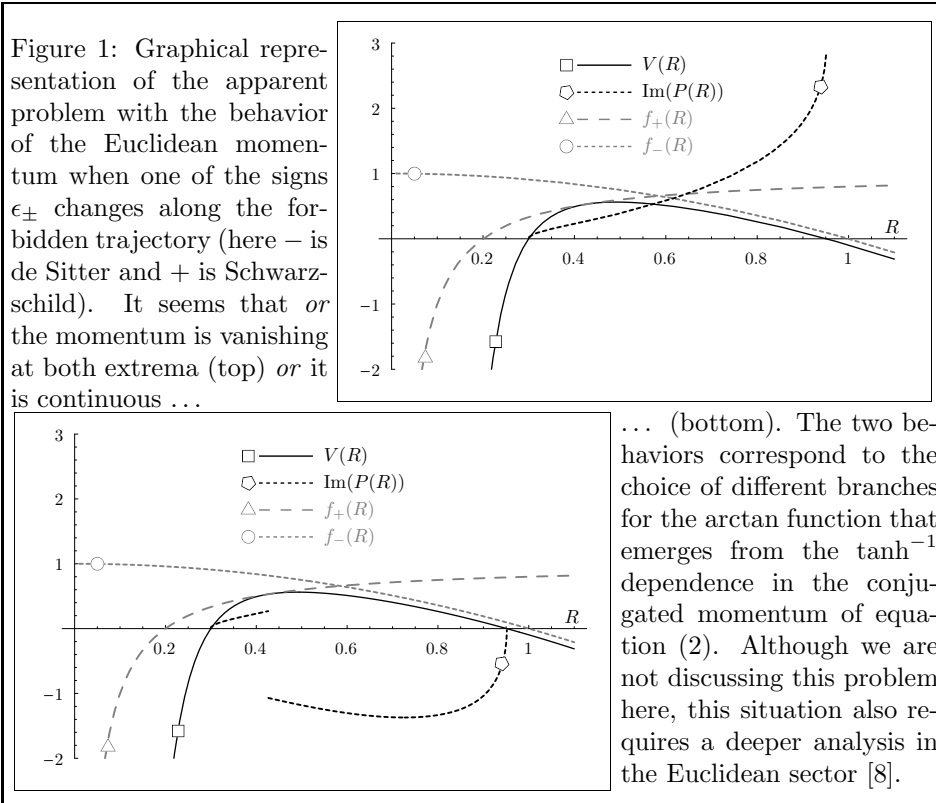 Figure 1: Graphical repre-
sentation of the apparent
problem with the behavior
of the Euclidean momen-
tum when one of the signs
ϵ± changes along the for-
bidden trajectory (here − is
de Sitter and + is Schwarz-
schild). It seems that or
the momentum is vanishing
at both extrema (top) or it
is continuous ...
3
2
1
−1
−2
0.2 0.4 0.6 0.8 1
R
V(R)
Im(P(R))
f+(R)
f−(R)
3
2
1
−1
−2
0.2 0.4 0.6 0.8 1
R
V(R)
Im(P(R))
f+(R)
f−(R)
... (bottom). The two be-
haviors correspond to the
choice of different branches
for the arctan function that
emerges from the tanh⁻¹
dependence in the conju-
gated momentum of equa-
tion (2). Although we are
not discussing this problem
here, this situation also re-
quires a deeper analysis in
the Euclidean sector [8].